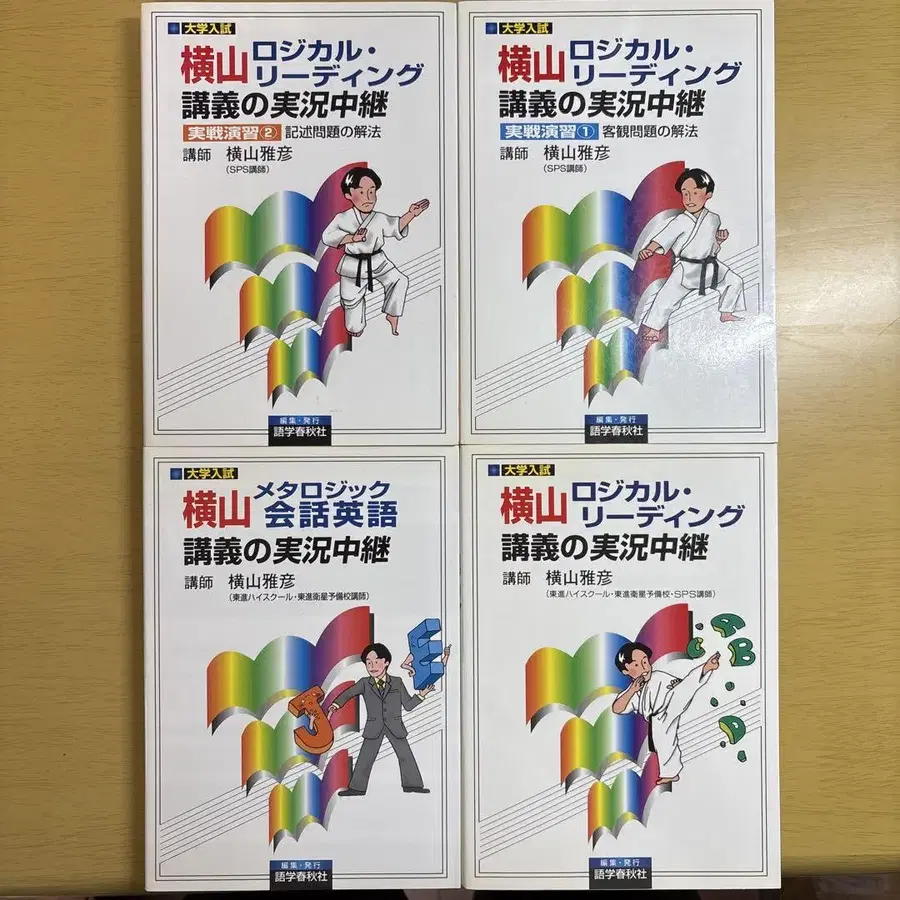 大学入試
横山 ロジカル・
リーディング
講義の実況中継
実戦演習② 記述問題の解法
講師 横山雅彦
(SPS講師)
編集・発行
語学春秋社
大学入試
横山 ロジカル・
リーディング
講義の実況中継
実戦演習① 客観問題の解法
講師 横山雅彦
(SPS講師)
編集・発行
語学春秋社
大学入試
横山 メタロジック
会話英語
講義の実況中継
講師 横山雅彦
(東進ハイスクール・東進衛星予備校講師)
J E
編集・発行
語学春秋社
大学入試
横山 ロジカル・
リーディング
講義の実況中継
講師 横山雅彦
(東進ハイスクール・東進衛星予備校・SPS講師)
A
C B
D
編集・発行
語学春秋社